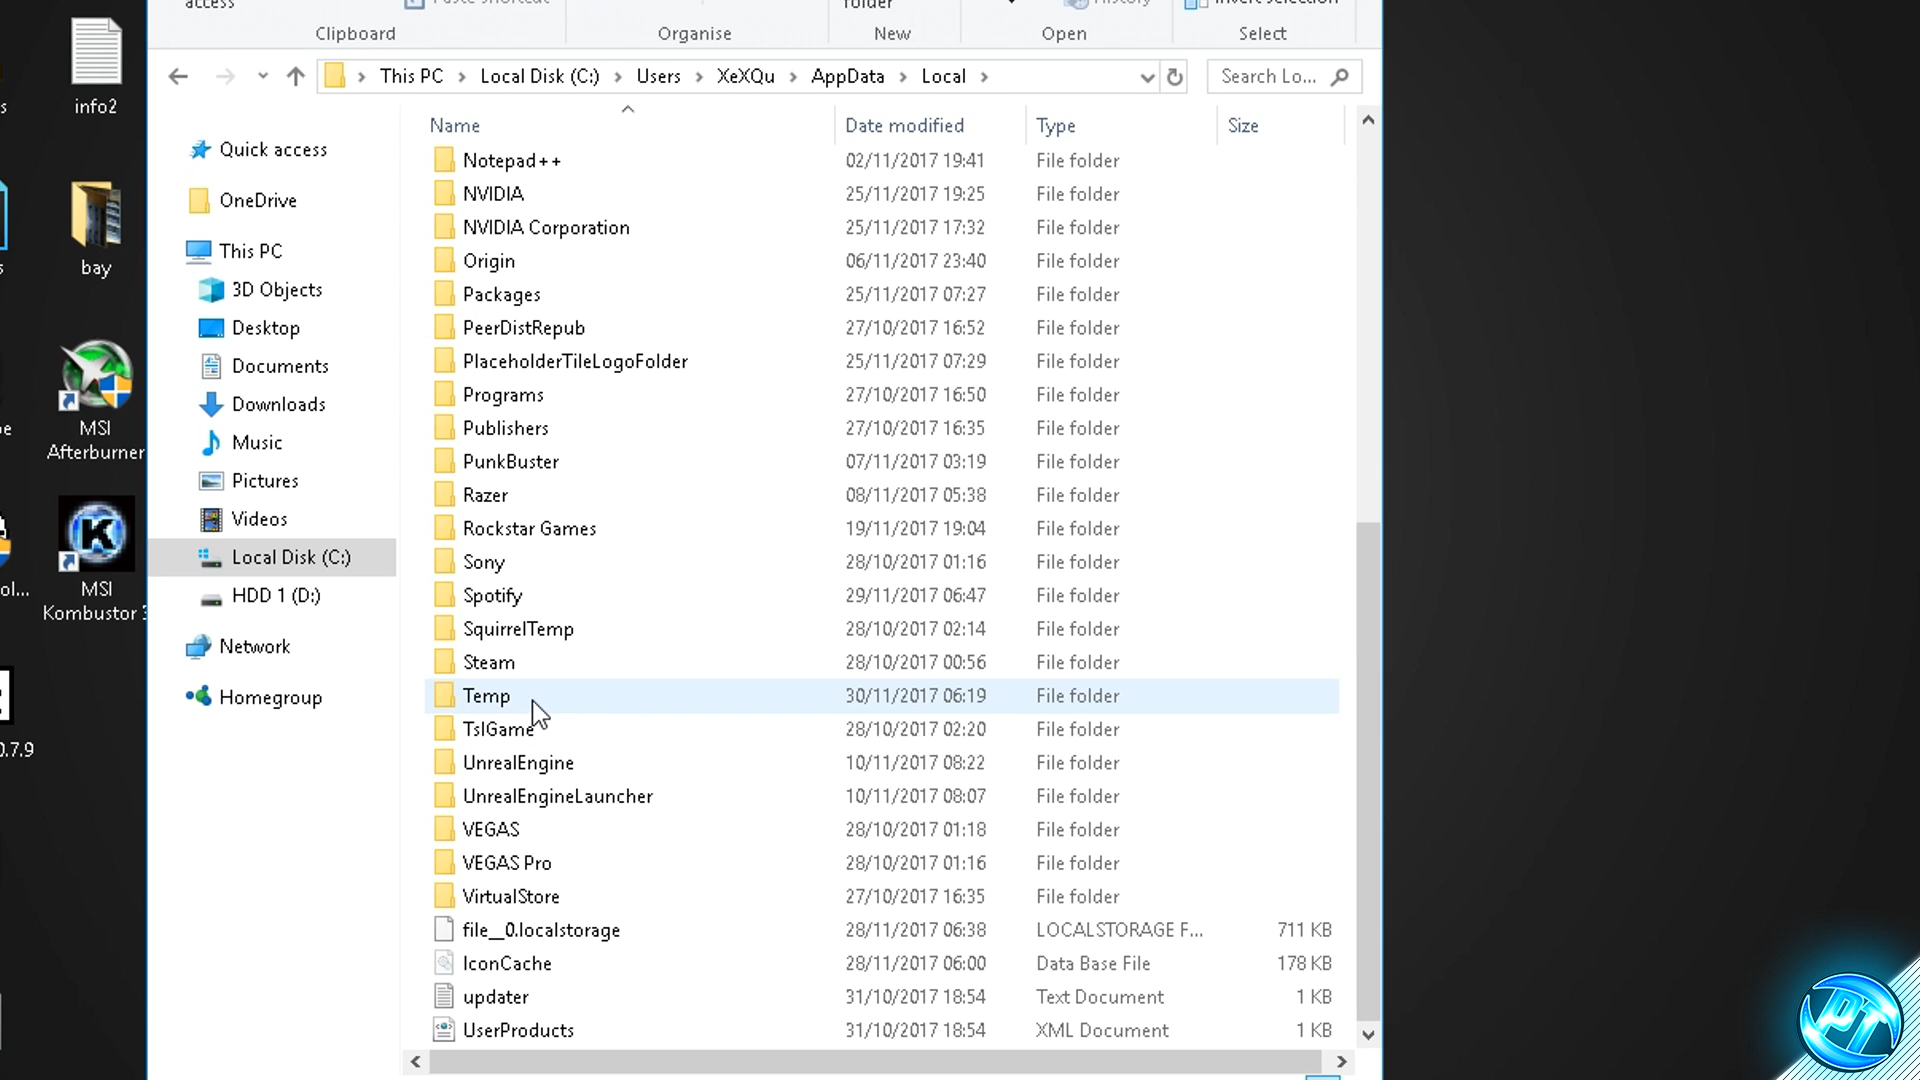 access
Paste shortcut
folder
History
Invert selection
Clipboard
Organise
New
Open
Select
This PC
Local Disk (C:)
Users
XeXQu
AppData
Local
Search Lo...
Name
Date modified
Type
Size
Quick access
OneDrive
This PC
3D Objects
Desktop
Documents
Downloads
Music
Pictures
Videos
Local Disk (C:)
HDD 1 (D:)
Network
Homegroup
Notepad++ 02/11/2017 19:41 File folder
NVIDIA 25/11/2017 19:25 File folder
NVIDIA Corporation 25/11/2017 17:32 File folder
Origin 06/11/2017 23:40 File folder
Packages 25/11/2017 07:27 File folder
PeerDistRepub 27/10/2017 16:52 File folder
PlaceholderTileLogoFolder 25/11/2017 07:29 File folder
Programs 27/10/2017 16:50 File folder
Publishers 27/10/2017 16:35 File folder
PunkBuster 07/11/2017 03:19 File folder
Razer 08/11/2017 05:38 File folder
Rockstar Games 19/11/2017 19:04 File folder
Sony 28/10/2017 01:16 File folder
Spotify 29/11/2017 06:47 File folder
SquirrelTemp 28/10/2017 02:14 File folder
Steam 28/10/2017 00:56 File folder
Temp 30/11/2017 06:19 File folder
TslGame 28/10/2017 02:20 File folder
UnrealEngine 10/11/2017 08:22 File folder
UnrealEngineLauncher 10/11/2017 08:07 File folder
VEGAS 28/10/2017 01:18 File folder
VEGAS Pro 28/10/2017 01:16 File folder
VirtualStore 27/10/2017 16:35 File folder
file__0.localstorage 28/11/2017 06:38 LOCALSTORAGE F... 711 KB
IconCache 28/11/2017 06:00 Data Base File 178 KB
updater 31/10/2017 18:54 Text Document 1 KB
UserProducts 31/10/2017 18:54 XML Document 1 KB
info2
bay
MSI
Afterburner
K
MSI
Kombustor 3
ol...
0.7.9
PT